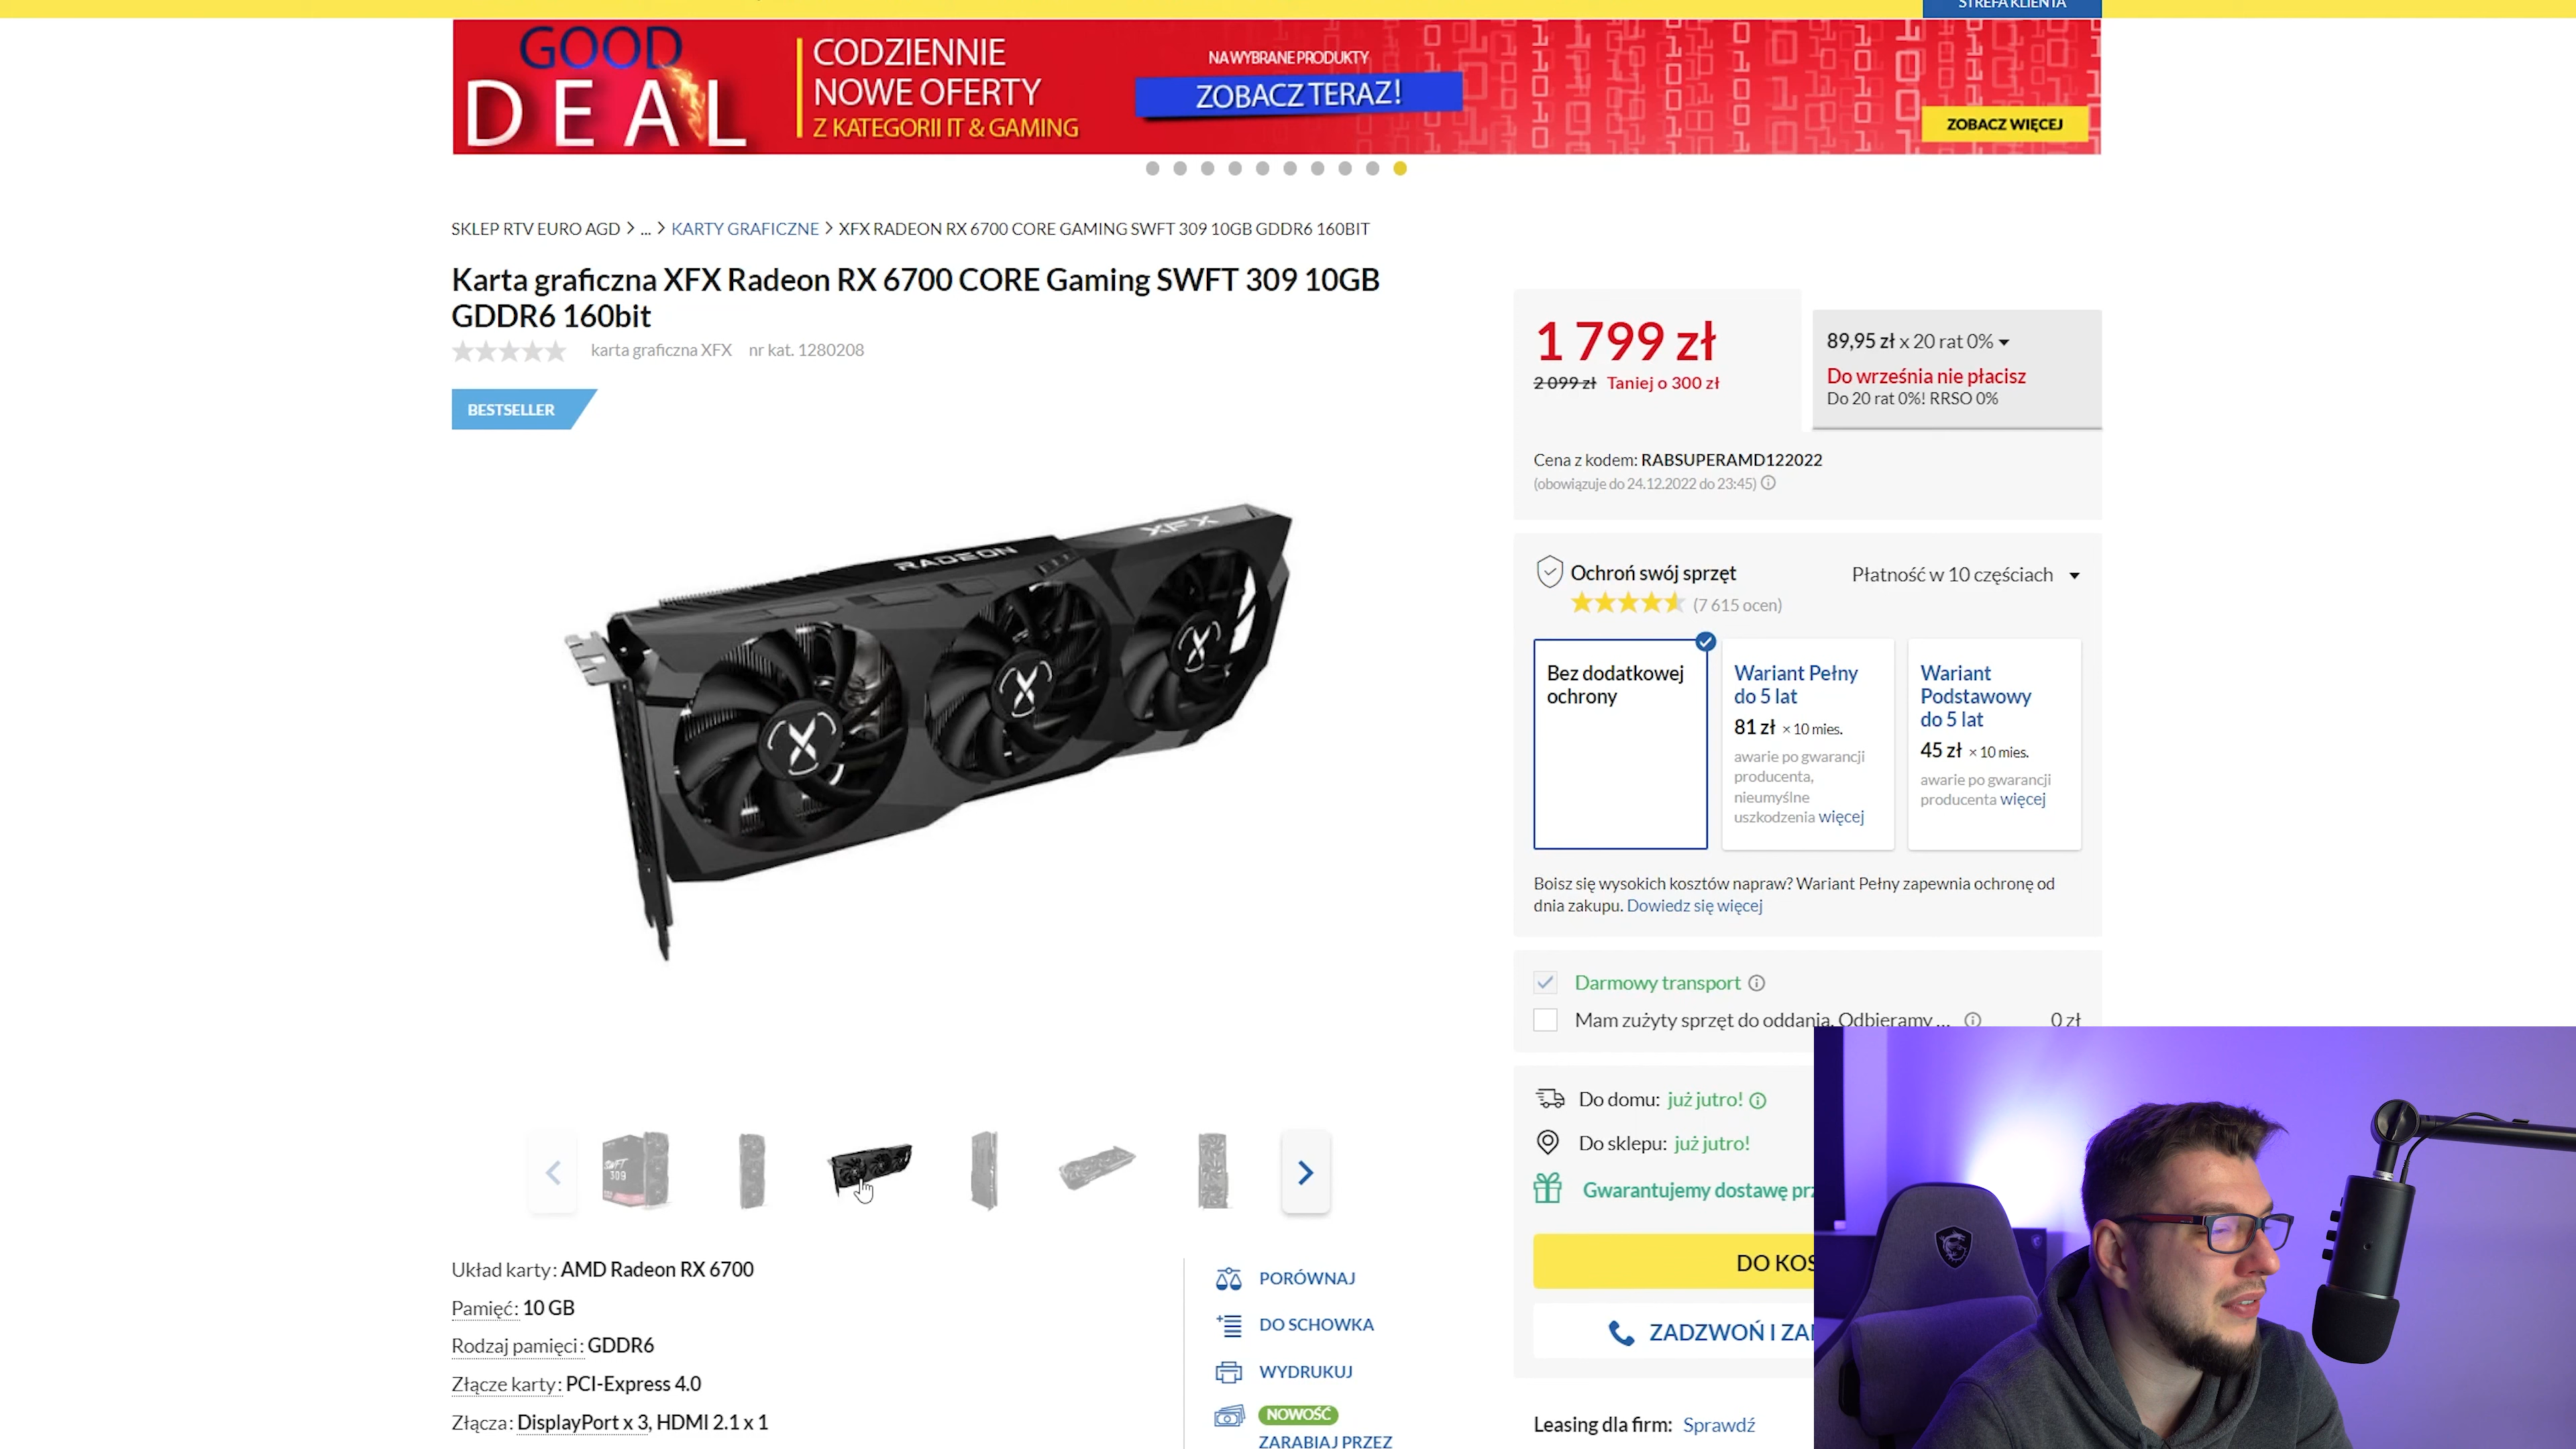 STREFA KLIENTA
GOOD
DEAL
CODZIENNIE
NOWE OFERTY
Z KATEGORII IT & GAMING
NA WYBRANE PRODUKTY
ZOBACZ TERAZ!
ZOBACZ WIĘCEJ
SKLEP RTV EURO AGD > ... > KARTY GRAFICZNE > XFX RADEON RX 6700 CORE GAMING SWFT 309 10GB GDDR6 160BIT
Karta graficzna XFX Radeon RX 6700 CORE Gaming SWFT 309 10GB
GDDR6 160bit
karta graficzna XFX nr kat. 1280208
BESTSELLER
RADEON
XFX
SWFT
309
Układ karty: AMD Radeon RX 6700
Pamięć: 10 GB
Rodzaj pamięci: GDDR6
Złącze karty: PCI-Express 4.0
Złącza: DisplayPort x 3, HDMI 2.1 x 1
PORÓWNAJ
DO SCHOWKA
WYDRUKUJ
NOWOŚĆ
ZARABIAJ PRZEZ
1 799 zł
2 099 zł Taniej o 300 zł
89,95 zł x 20 rat 0%
Do września nie płacisz
Do 20 rat 0%! RRSO 0%
Cena z kodem: RABSUPERAMD122022
(obowiązuje do 24.12.2022 do 23:45)
Ochroń swój sprzęt
Płatność w 10 częściach
(7 615 ocen)
Bez dodatkowej
ochrony
Wariant Pełny
do 5 lat
81 zł × 10 mies.
awarie po gwarancji
producenta,
nieumyślne
uszkodzenia więcej
Wariant
Podstawowy
do 5 lat
45 zł × 10 mies.
awarie po gwarancji
producenta więcej
Boisz się wysokich kosztów napraw? Wariant Pełny zapewnia ochronę od
dnia zakupu. Dowiedz się więcej
Darmowy transport
Mam zużyty sprzęt do oddania. Odbieramy ... 0 zł
Do domu: już jutro!
Do sklepu: już jutro!
Gwarantujemy dostawę prz
DO KOS
ZADZWOŃ I ZA
Leasing dla firm: Sprawdź